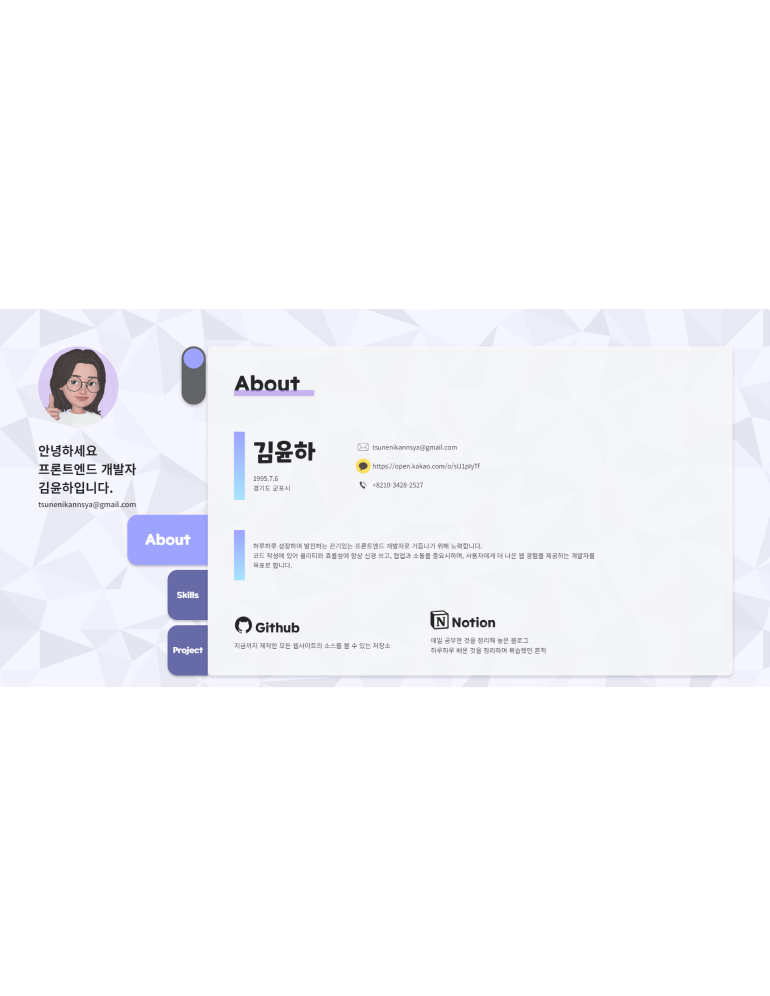 안녕하세요
프론트엔드 개발자
김윤하입니다.
tsunenikannsya@gmail.com
About
Skills
Project
About
김윤하
1995.7.6
경기도 군포시
tsunenikannsya@gmail.com
https://open.kakao.com/o/sU1pIyTf
+8210-3428-2527
하루하루 성장하며 발전하는 끈기있는 프론트엔드 개발자로 거듭나기 위해 노력합니다.
코드 작성에 있어 퀄리티와 효율성에 항상 신경 쓰고, 협업과 소통을 중요시하며, 사용자에게 더 나은 웹 경험을 제공하는 개발자를
목표로 합니다.
Github
지금까지 제작한 모든 웹사이트의 소스를 볼 수 있는 저장소
Notion
매일 공부한 것을 정리해 놓은 블로그
하루하루 배운 것을 정리하며 복습했던 흔적